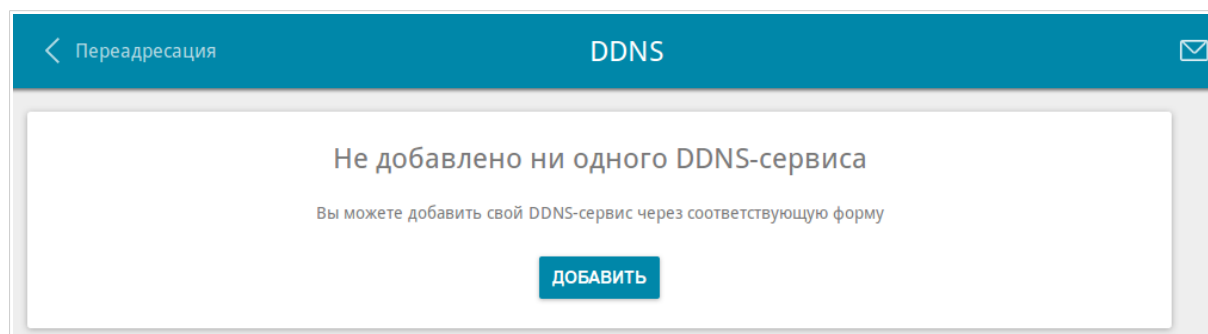 Переадресация
DDNS
Не добавлено ни одного DDNS-сервиса
Вы можете добавить свой DDNS-сервис через соответствующую форму
ДОБАВИТЬ